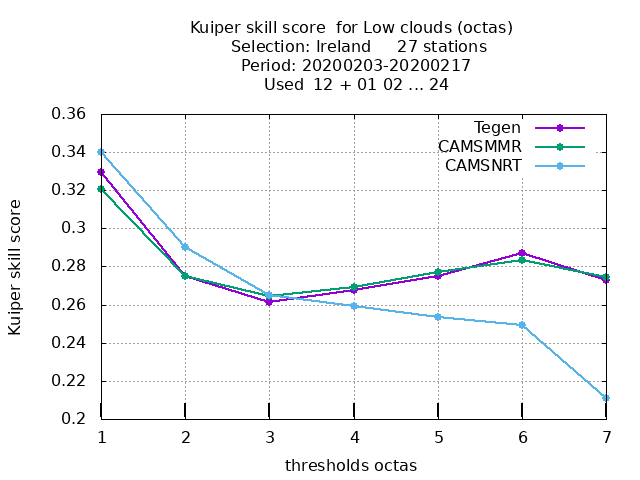 Kuiper skill score  for Low clouds (octas)
Selection: Ireland     27 stations
Period: 20200203-20200217
Used  12 + 01 02 ... 24
Kuiper skill score
0.36
0.34
0.32
0.3
0.28
0.26
0.24
0.22
0.2
Tegen
CAMSMMR
CAMSNRT
1 2 3 4 5 6 7
thresholds octas